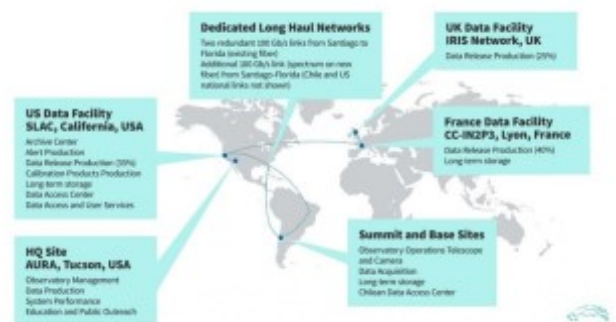 Dedicated Long Haul Networks
Two redundant 100 Gb/s links from Santiago to
Florida (existing fiber)
Additional 100 Gb/s link (spectrum on new
fiber) from Santiago-Florida (Chile and US
national links not shown)
UK Data Facility
IRIS Network, UK
Data Release Production (25%)
US Data Facility
SLAC, California, USA
Archive Center
Alert Production
Data Release Production (35%)
Calibration Products Production
Long-term storage
Data Access Center
Data Access and User Services
France Data Facility
CC-IN2P3, Lyon, France
Data Release Production (40%)
Long-term storage
HQ Site
AURA, Tucson, USA
Observatory Management
Data Production
System Performance
Education and Public Outreach
Summit and Base Sites
Observatory Operations Telescope
and Camera
Data Acquisition
Long-term storage
Chilean Data Access Center